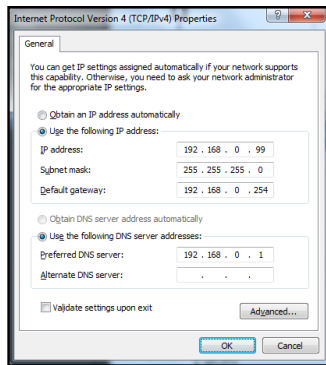 Internet Protocol Version 4 (TCP/IPv4) Properties
General
You can get IP settings assigned automatically if your network supports
this capability. Otherwise, you need to ask your network administrator
for the appropriate IP settings.
Obtain an IP address automatically
Use the following IP address:
IP address: 192 . 168 . 0 . 99
Subnet mask: 255 . 255 . 255 . 0
Default gateway: 192 . 168 . 0 . 254
Obtain DNS server address automatically
Use the following DNS server addresses:
Preferred DNS server: 192 . 168 . 0 . 1
Alternate DNS server: . . .
Validate settings upon exit
Advanced...
OK Cancel